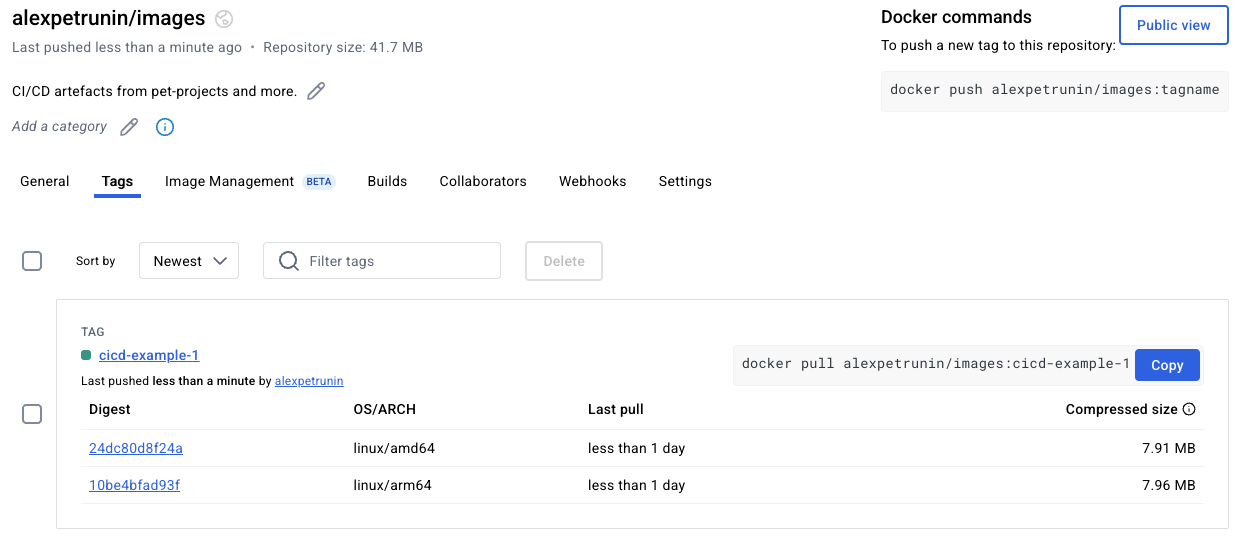 alexpetrunin/images
Last pushed less than a minute ago • Repository size: 41.7 MB
CI/CD artefacts from pet-projects and more.
Add a category
Docker commands
To push a new tag to this repository:
Public view
docker push alexpetrunin/images:tagname
General Tags Image Management BETA Builds Collaborators Webhooks Settings
Sort by Newest Filter tags Delete
TAG
cicd-example-1
Last pushed less than a minute by alexpetrunin
docker pull alexpetrunin/images:cicd-example-1 Copy
Digest OS/ARCH Last pull Compressed size
24dc80d8f24a linux/amd64 less than 1 day 7.91 MB
10be4bfad93f linux/arm64 less than 1 day 7.96 MB